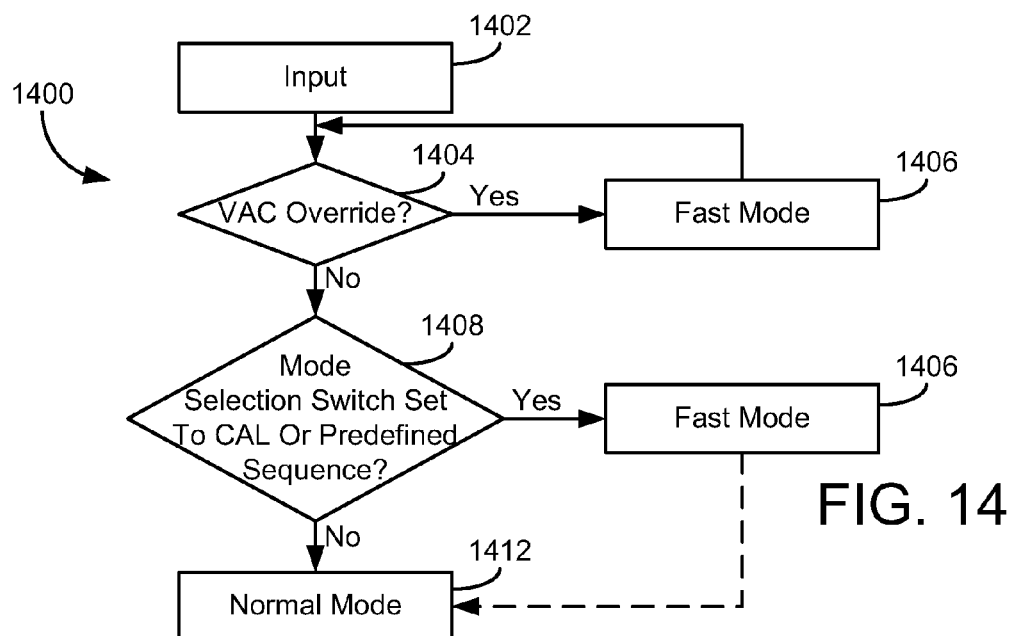 1402
Input
1400
1404
VAC Override?
Yes
1406
Fast Mode
No
1408
Mode
Selection Switch Set
To CAL Or Predefined
Sequence?
Yes
1406
Fast Mode
FIG. 14
No
1412
Normal Mode